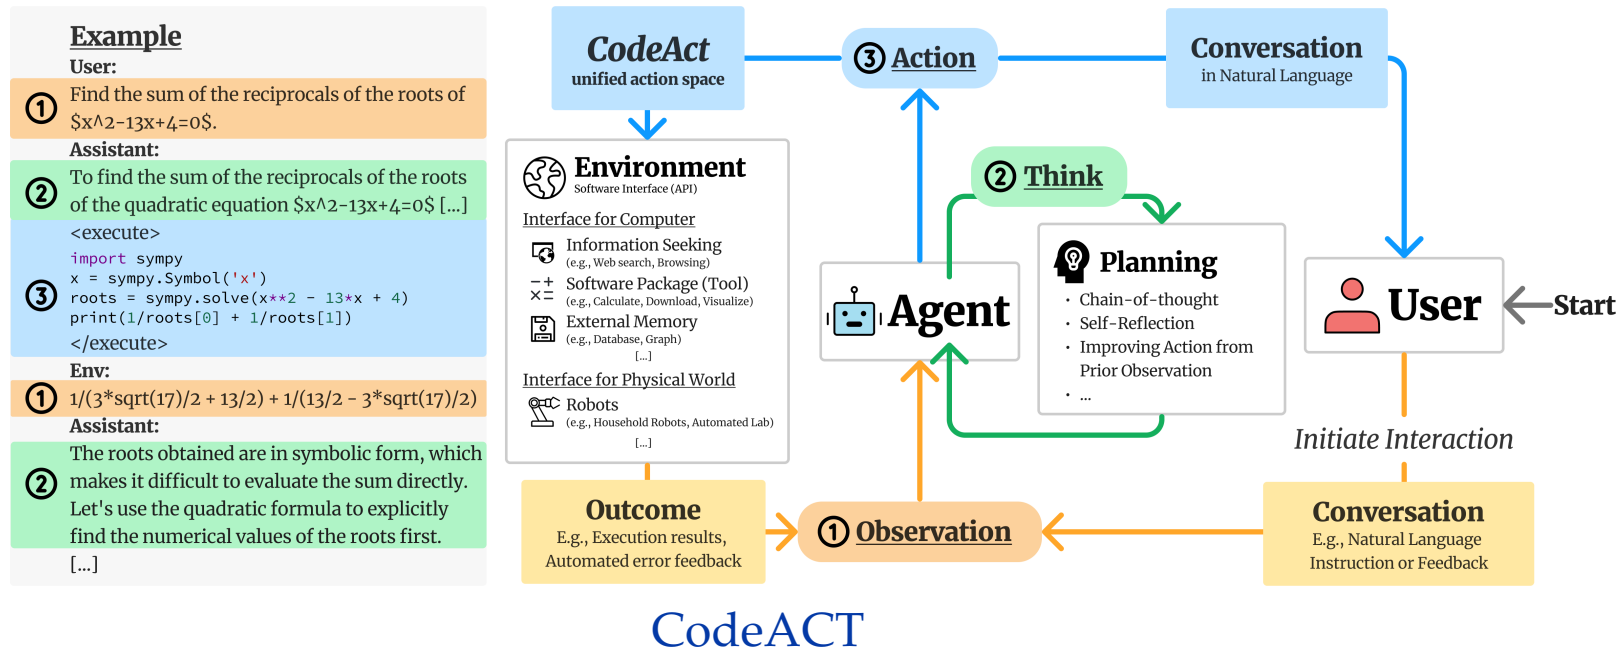 Example
User:
1
Find the sum of the reciprocals of the roots of
$x^2-13x+4=0$.
Assistant:
2
To find the sum of the reciprocals of the roots
of the quadratic equation $x^2-13x+4=0$ [...]
<execute>
3
import sympy
x = sympy.Symbol('x')
roots = sympy.solve(x**2 - 13*x + 4)
print(1/roots[0] + 1/roots[1])
</execute>
Env:
1
1/(3*sqrt(17)/2 + 13/2) + 1/(13/2 - 3*sqrt(17)/2)
Assistant:
2
The roots obtained are in symbolic form, which
makes it difficult to evaluate the sum directly.
Let's use the quadratic formula to explicitly
find the numerical values of the roots first.
[...]
CodeAct
unified action space
3 Action
Conversation
in Natural Language
Environment
Software Interface (API)
Interface for Computer
Information Seeking
(e.g., Web search, Browsing)
Software Package (Tool)
(e.g., Calculate, Download, Visualize)
External Memory
(e.g., Database, Graph)
[...]
Interface for Physical World
Robots
(e.g., Household Robots, Automated Lab)
[...]
2 Think
Agent
Planning
· Chain-of-thought
· Self-Reflection
· Improving Action from
Prior Observation
· ...
User
Start
Initiate Interaction
Outcome
E.g., Execution results,
Automated error feedback
1 Observation
Conversation
E.g., Natural Language
Instruction or Feedback
CodeACT